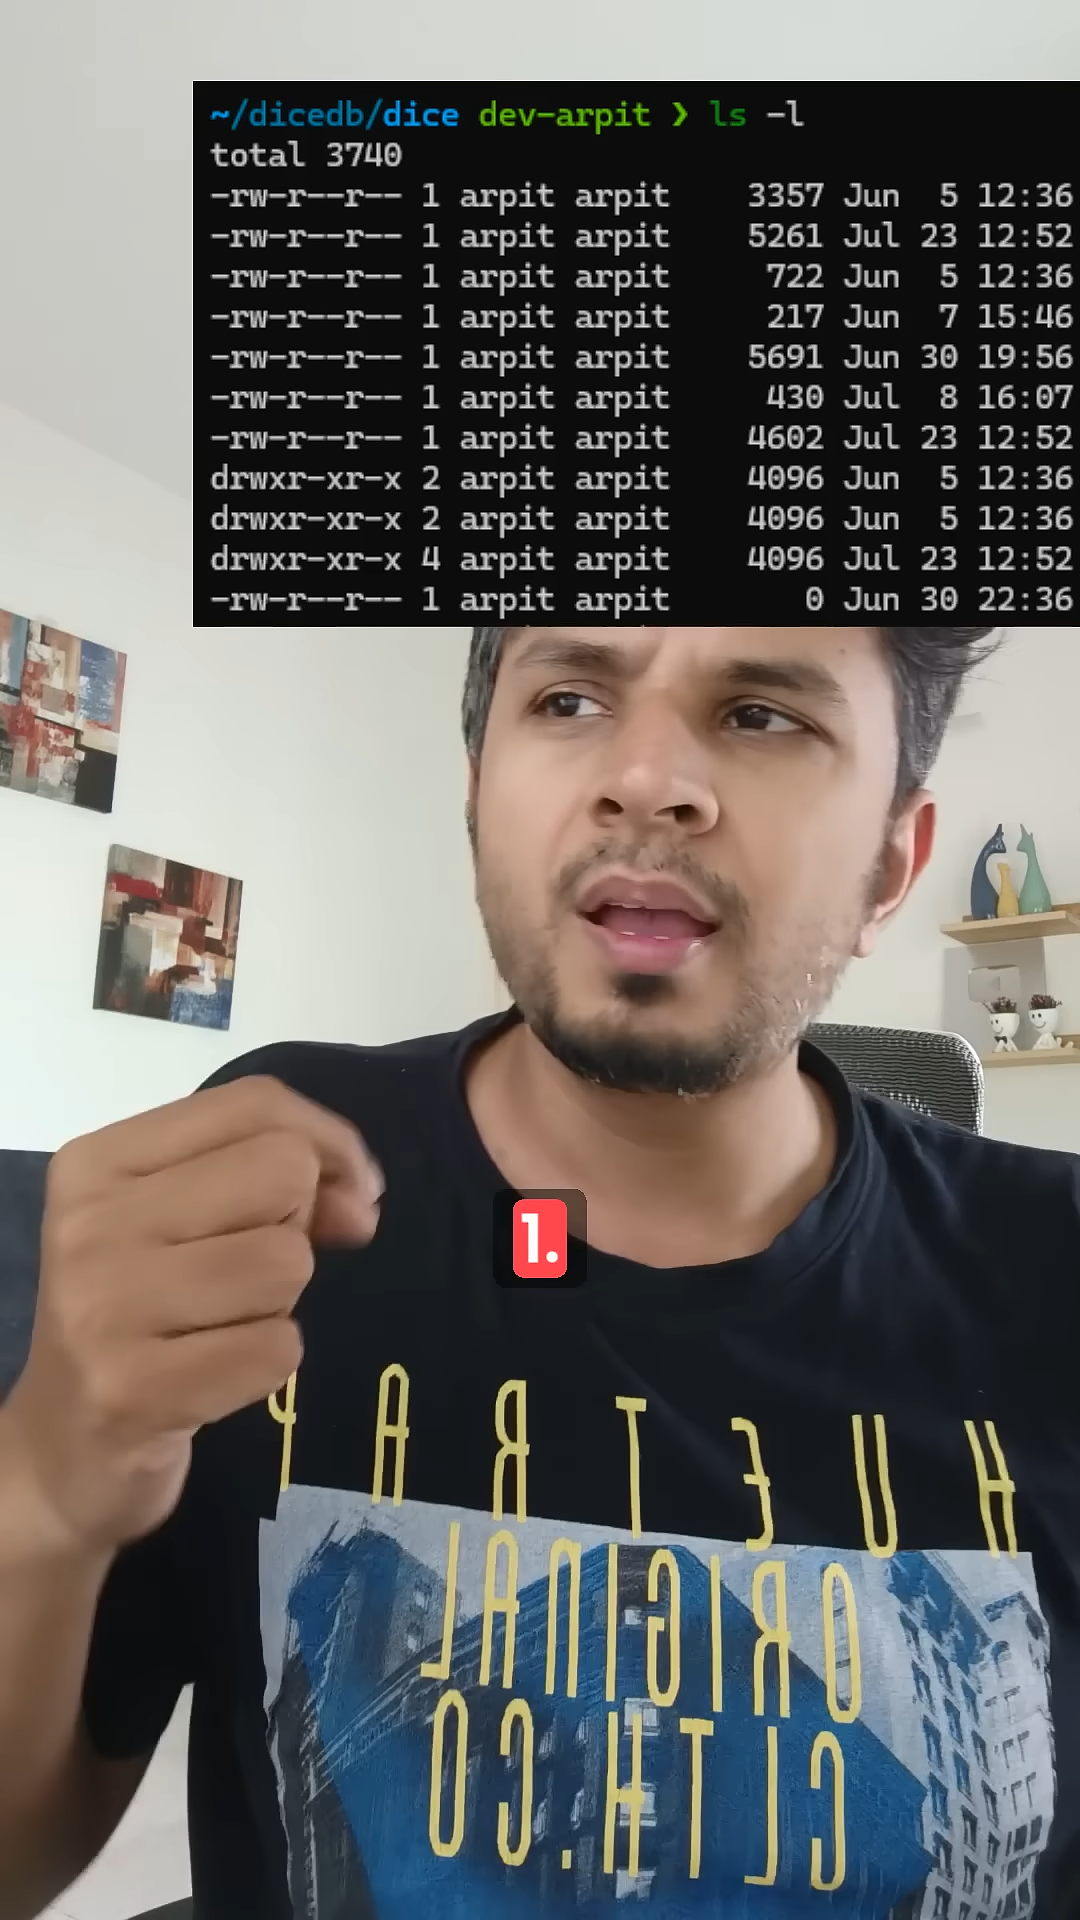 ~/dicedb/dice dev-arpit ❯ ls -l
total 3740
-rw-r--r-- 1 arpit arpit 3357 Jun 5 12:36
-rw-r--r-- 1 arpit arpit 5261 Jul 23 12:52
-rw-r--r-- 1 arpit arpit 722 Jun 5 12:36
-rw-r--r-- 1 arpit arpit 217 Jun 7 15:46
-rw-r--r-- 1 arpit arpit 5691 Jun 30 19:56
-rw-r--r-- 1 arpit arpit 430 Jul 8 16:07
-rw-r--r-- 1 arpit arpit 4602 Jul 23 12:52
drwxr-xr-x 2 arpit arpit 4096 Jun 5 12:36
drwxr-xr-x 2 arpit arpit 4096 Jun 5 12:36
drwxr-xr-x 4 arpit arpit 4096 Jul 23 12:52
-rw-r--r-- 1 arpit arpit 0 Jun 30 22:36
1.
HUETRAP
ORIGINAL
CLTH.CO